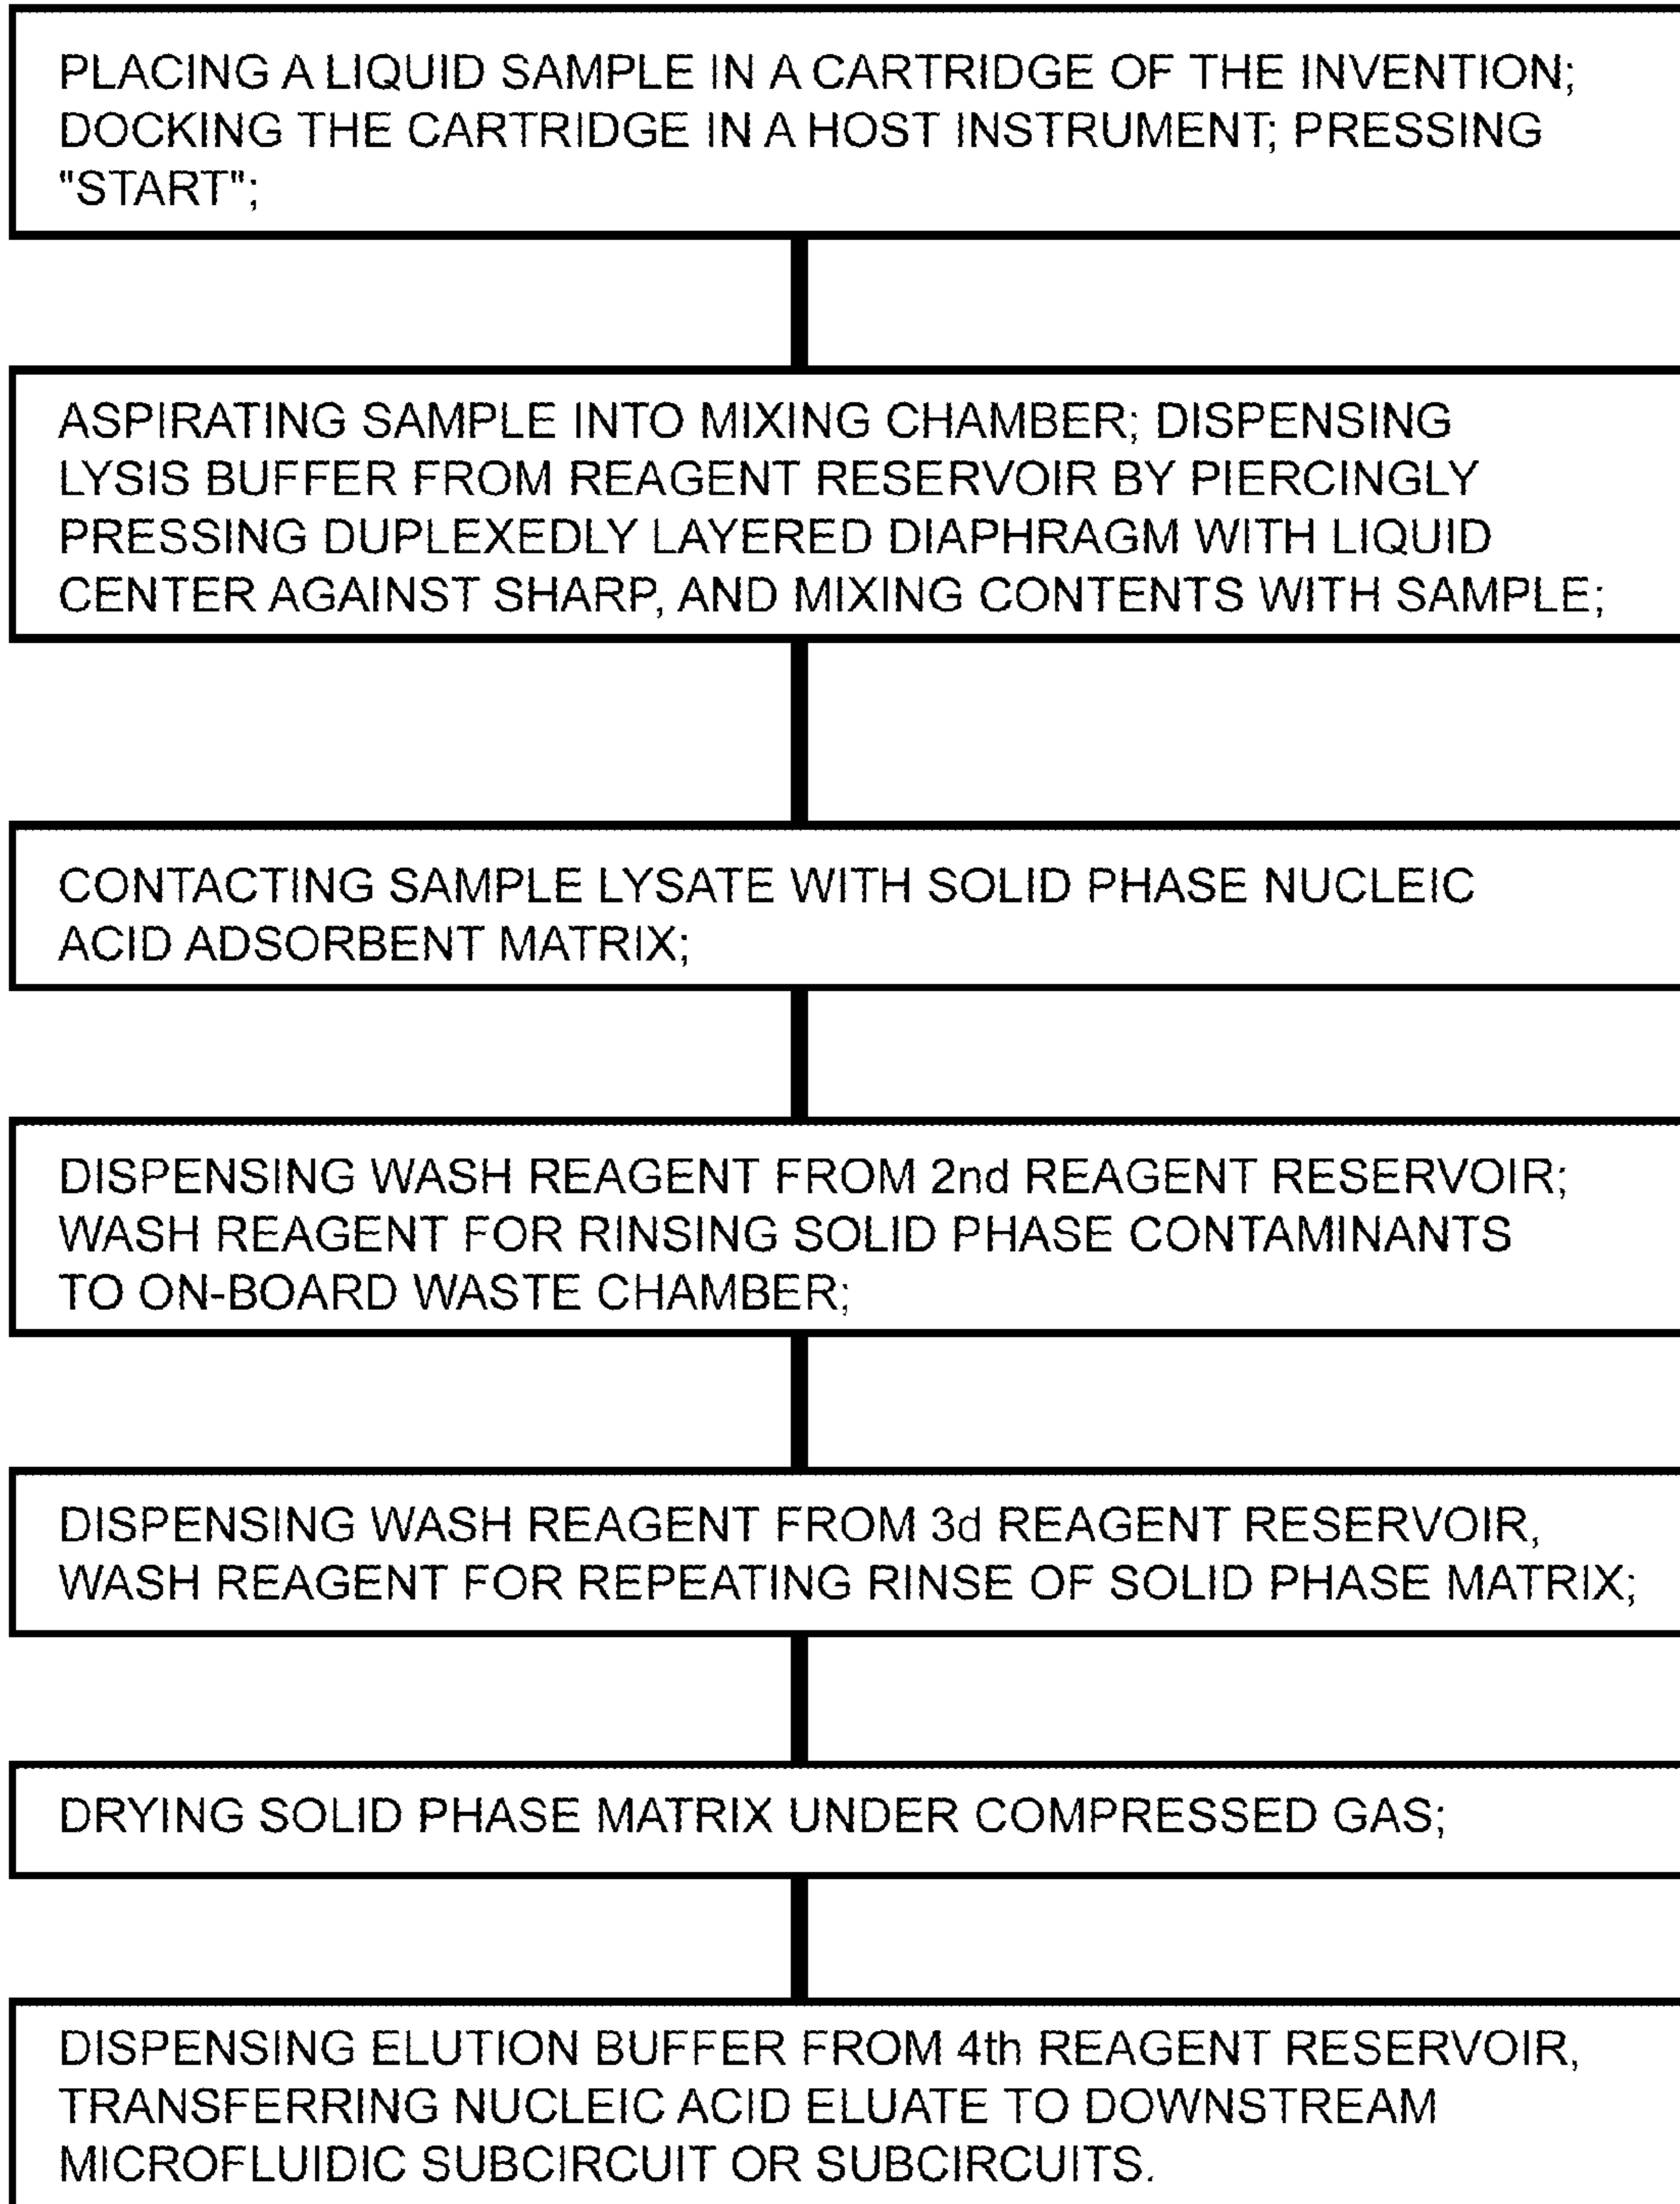 PLACING A LIQUID SAMPLE IN A CARTRIDGE OF THE INVENTION;
DOCKING THE CARTRIDGE IN A HOST INSTRUMENT; PRESSING
"START";
ASPIRATING SAMPLE INTO MIXING CHAMBER; DISPENSING
LYSIS BUFFER FROM REAGENT RESERVOIR BY PIERCINGLY
PRESSING DUPLEXEDLY LAYERED DIAPHRAGM WITH LIQUID
CENTER AGAINST SHARP, AND MIXING CONTENTS WITH SAMPLE;
CONTACTING SAMPLE LYSATE WITH SOLID PHASE NUCLEIC
ACID ADSORBENT MATRIX;
DISPENSING WASH REAGENT FROM 2nd REAGENT RESERVOIR;
WASH REAGENT FOR RINSING SOLID PHASE CONTAMINANTS
TO ON-BOARD WASTE CHAMBER;
DISPENSING WASH REAGENT FROM 3d REAGENT RESERVOIR,
WASH REAGENT FOR REPEATING RINSE OF SOLID PHASE MATRIX;
DRYING SOLID PHASE MATRIX UNDER COMPRESSED GAS;
DISPENSING ELUTION BUFFER FROM 4th REAGENT RESERVOIR,
TRANSFERRING NUCLEIC ACID ELUATE TO DOWNSTREAM
MICROFLUIDIC SUBCIRCUIT OR SUBCIRCUITS.